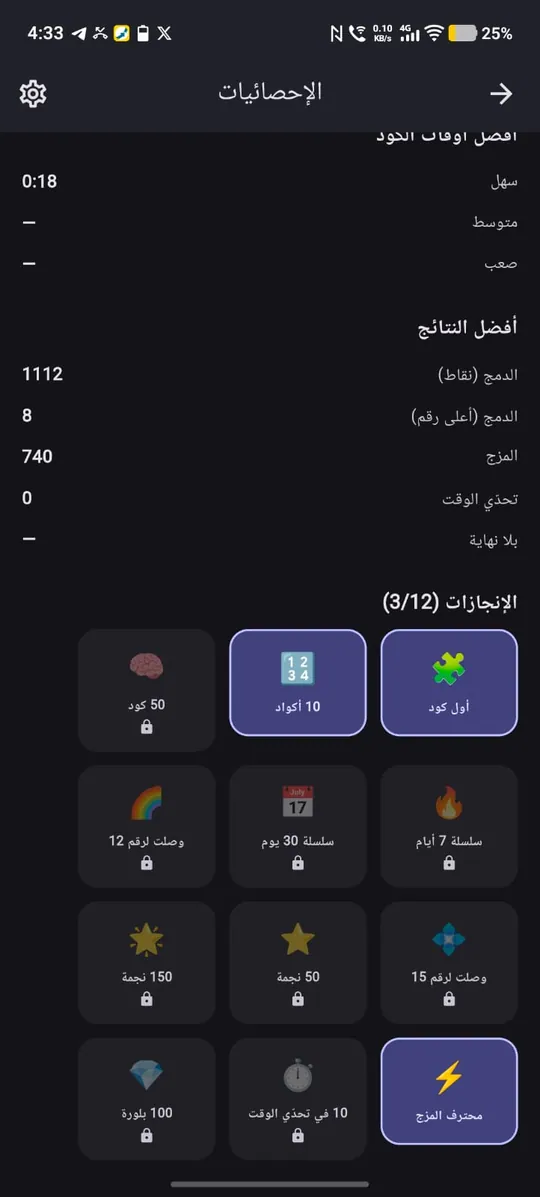 4:33
0.10 KB/s 4G 25%
الإحصائيات
أفضل أوقات الكود
سهل 0:18
متوسط —
صعب —
أفضل النتائج
الدمج (نقاط) 1112
الدمج (أعلى رقم) 8
المزج 740
تحدّي الوقت 0
بلا نهاية —
الإنجازات (3/12)
أول كود
10 أكواد
50 كود
سلسلة 7 أيام
سلسلة 30 يوم
وصلت لرقم 12
وصلت لرقم 15
50 نجمة
150 نجمة
محترف المزج
10 في تحدّي الوقت
100 بلورة